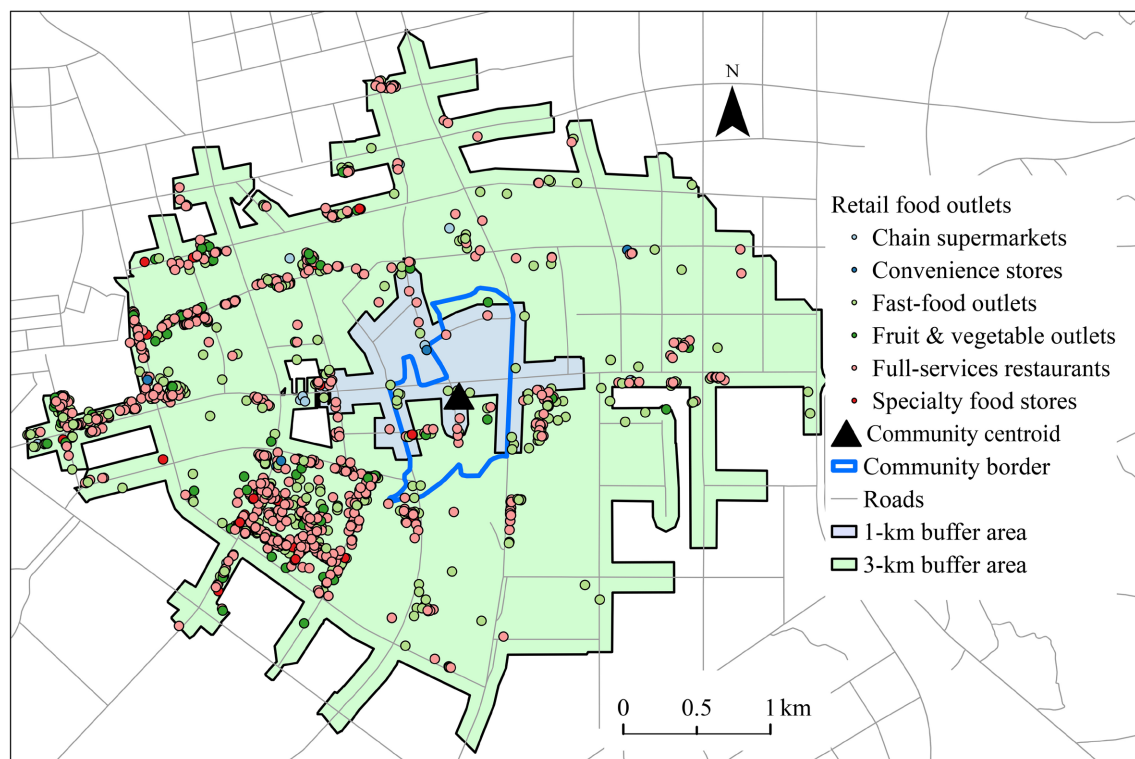 N
Retail food outlets
Chain supermarkets
Convenience stores
Fast-food outlets
Fruit & vegetable outlets
Full-services restaurants
Specialty food stores
Community centroid
Community border
Roads
1-km buffer area
3-km buffer area
0 0.5 1 km